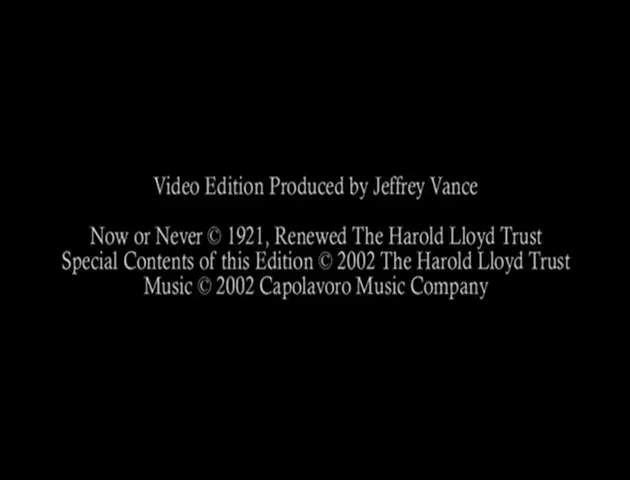 Video Edition Produced by Jeffrey Vance
Now or Never © 1921, Renewed The Harold Lloyd Trust
Special Contents of this Edition © 2002 The Harold Lloyd Trust
Music © 2002 Capolavoro Music Company